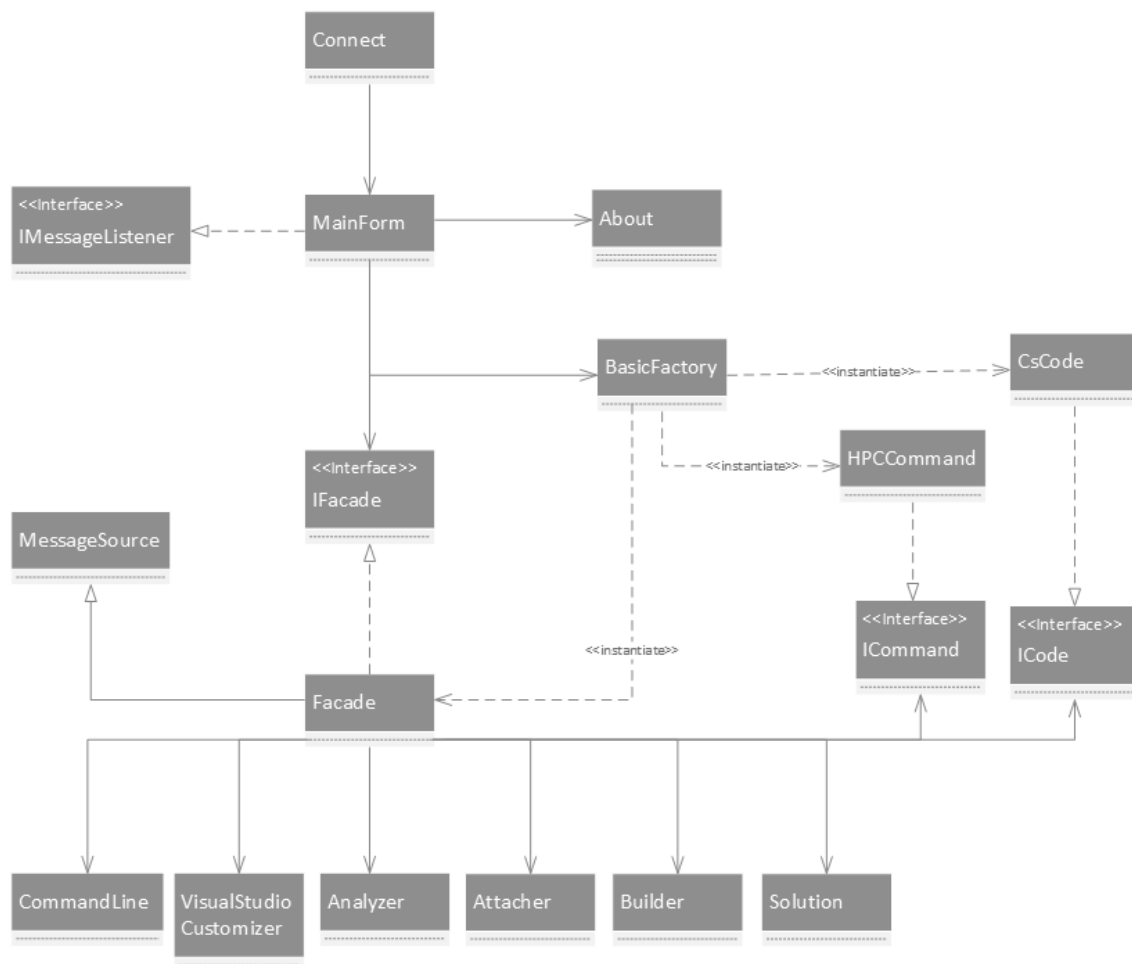 Connect
<<Interface>>
IMessageListener
MainForm
About
BasicFactory
<<instantiate>>
CsCode
<<Interface>>
IFacade
<<instantiate>>
HPCCommand
MessageSource
<<Interface>>
ICommand
<<Interface>>
ICode
<<instantiate>>
Facade
CommandLine
VisualStudio
Customizer
Analyzer
Attacher
Builder
Solution